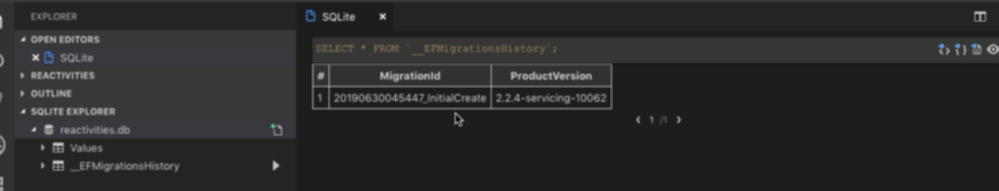 EXPLORER
OPEN EDITORS
SQLite
REACTIVITIES
OUTLINE
SQLITE EXPLORER
reactivities.db
Values
__EFMigrationsHistory
SQLite
SELECT * FROM `__EFMigrationsHistory`;
# MigrationId ProductVersion
1 20190630045447_InitialCreate 2.2.4-servicing-10062
1 /1